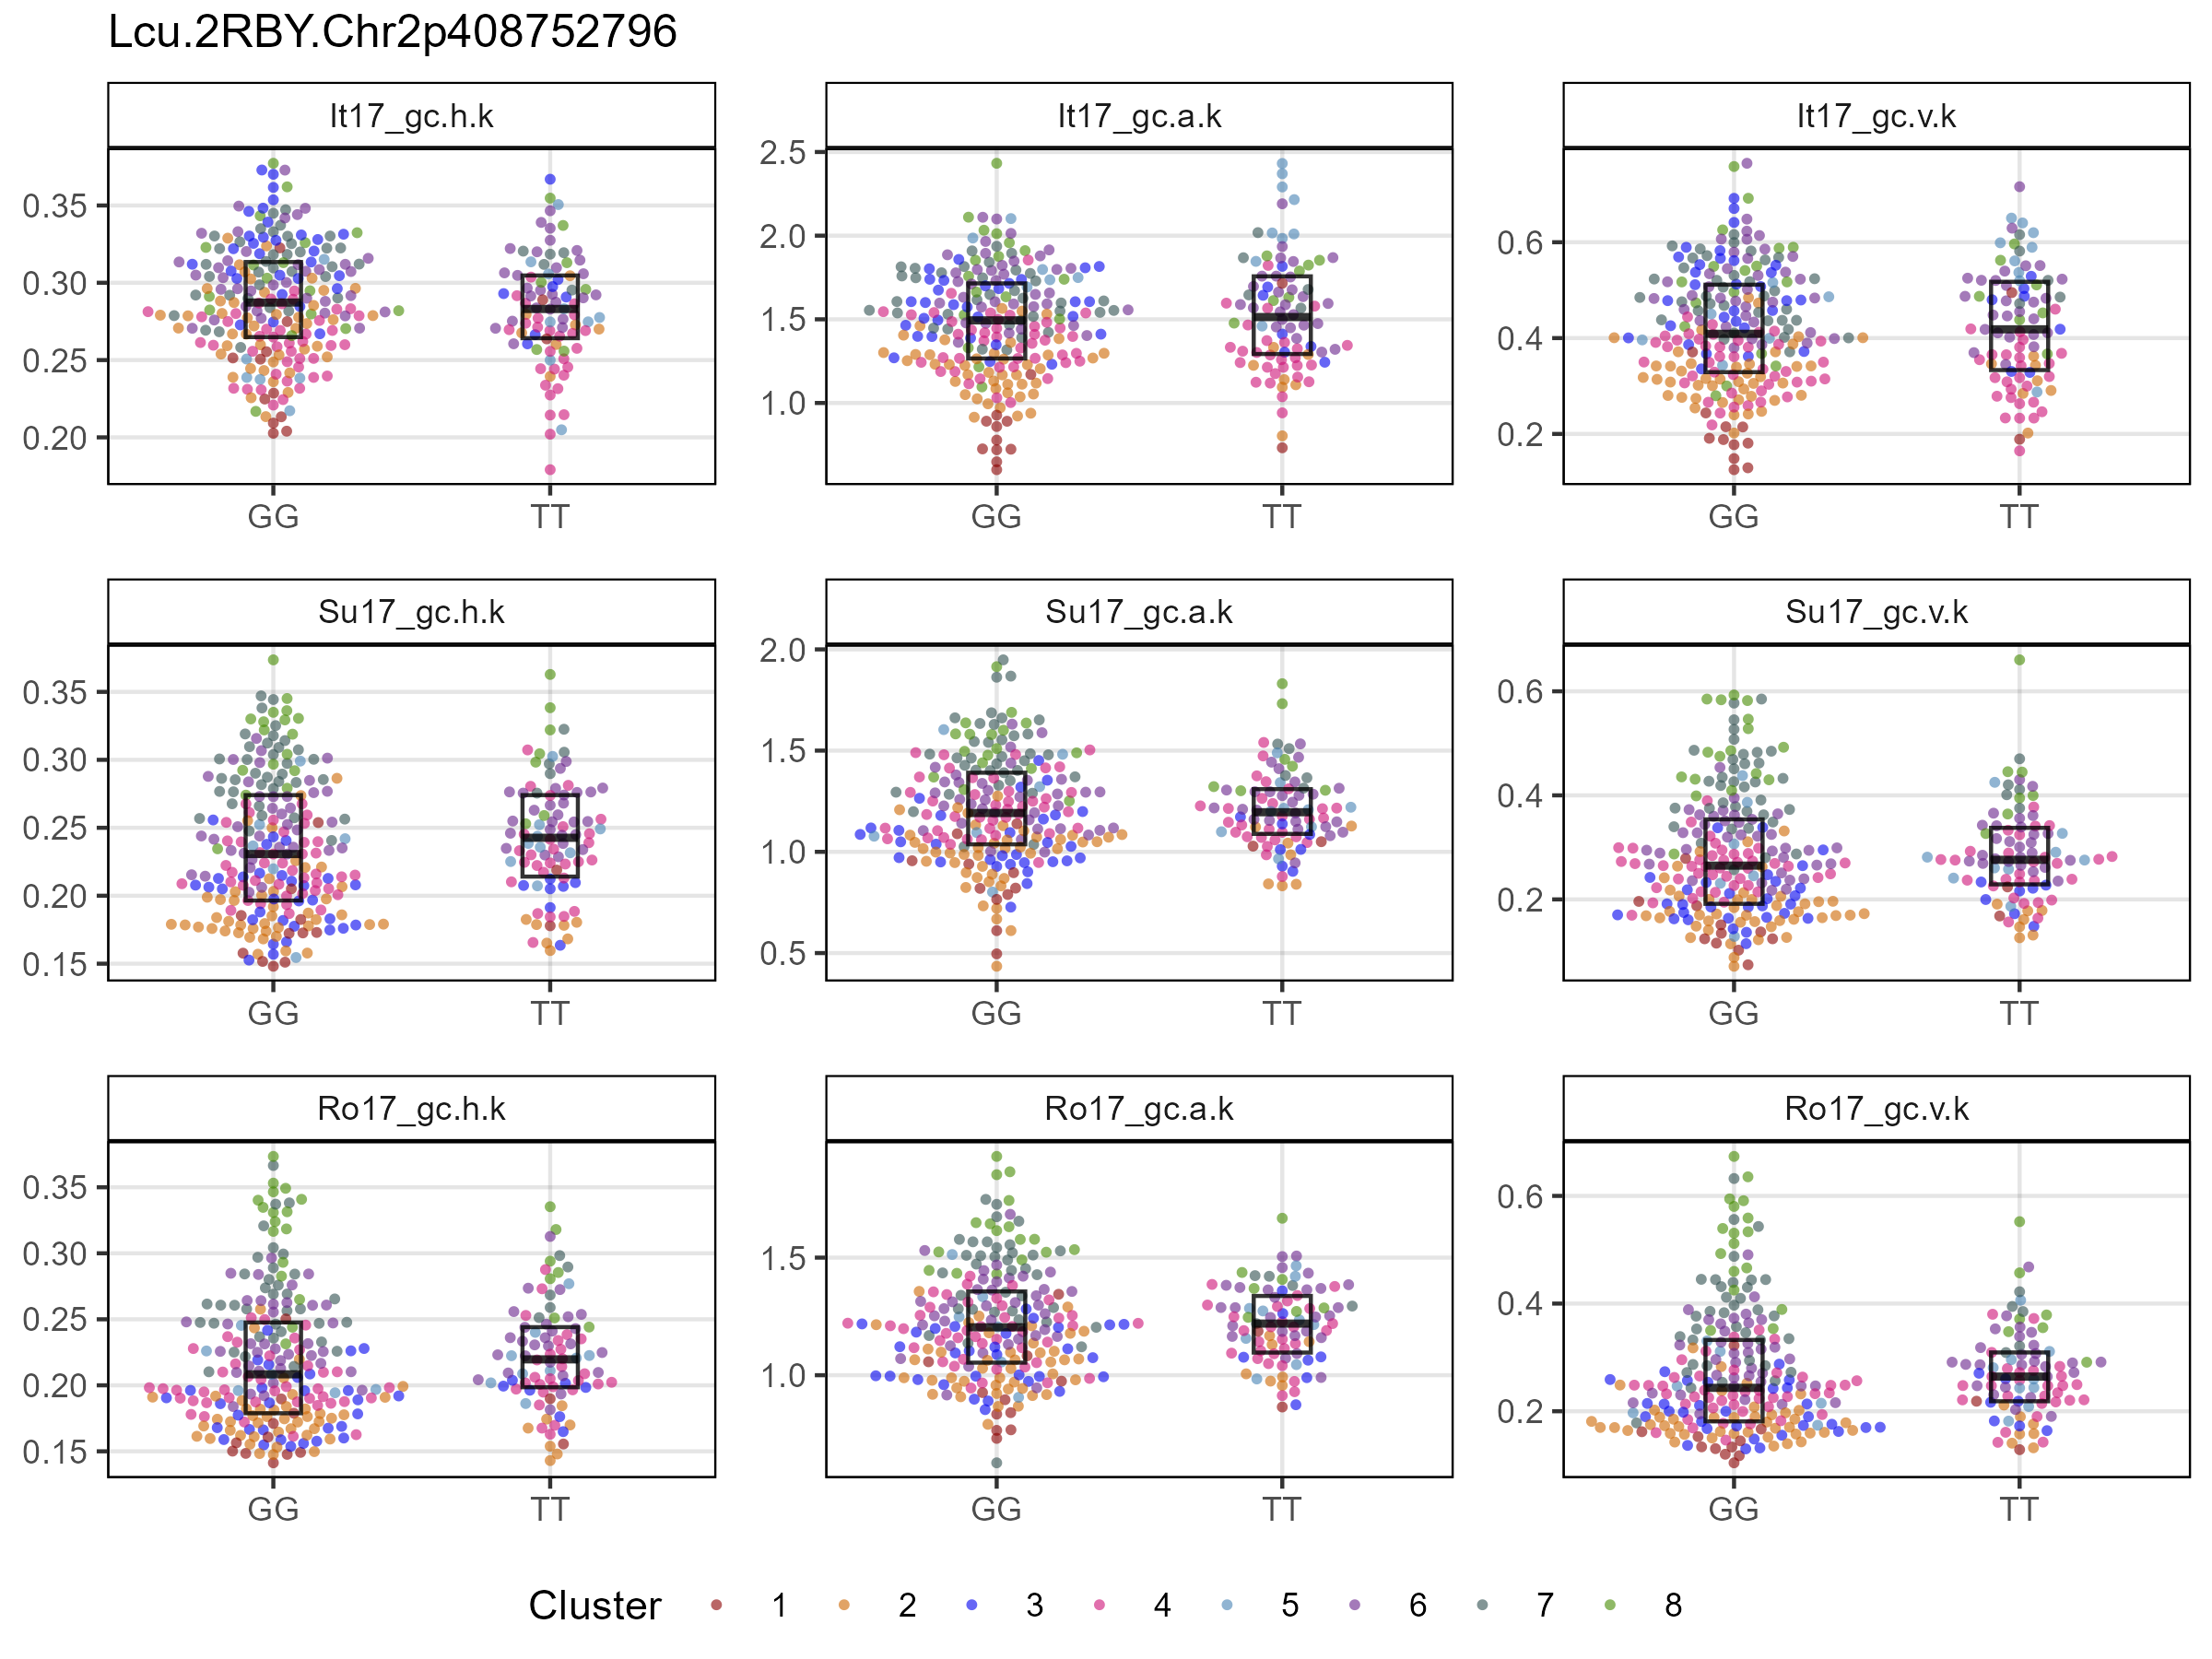 Lcu.2RBY.Chr2p408752796
It17_gc.h.k
It17_gc.a.k
It17_gc.v.k
0.35
0.30
0.25
0.20
2.5
2.0
1.5
1.0
0.6
0.4
0.2
GG TT
GG TT
GG TT
Su17_gc.h.k
Su17_gc.a.k
Su17_gc.v.k
0.35
0.30
0.25
0.20
0.15
2.0
1.5
1.0
0.5
0.6
0.4
0.2
GG TT
GG TT
GG TT
Ro17_gc.h.k
Ro17_gc.a.k
Ro17_gc.v.k
0.35
0.30
0.25
0.20
0.15
1.5
1.0
0.6
0.4
0.2
GG TT
GG TT
GG TT
Cluster 1 2 3 4 5 6 7 8